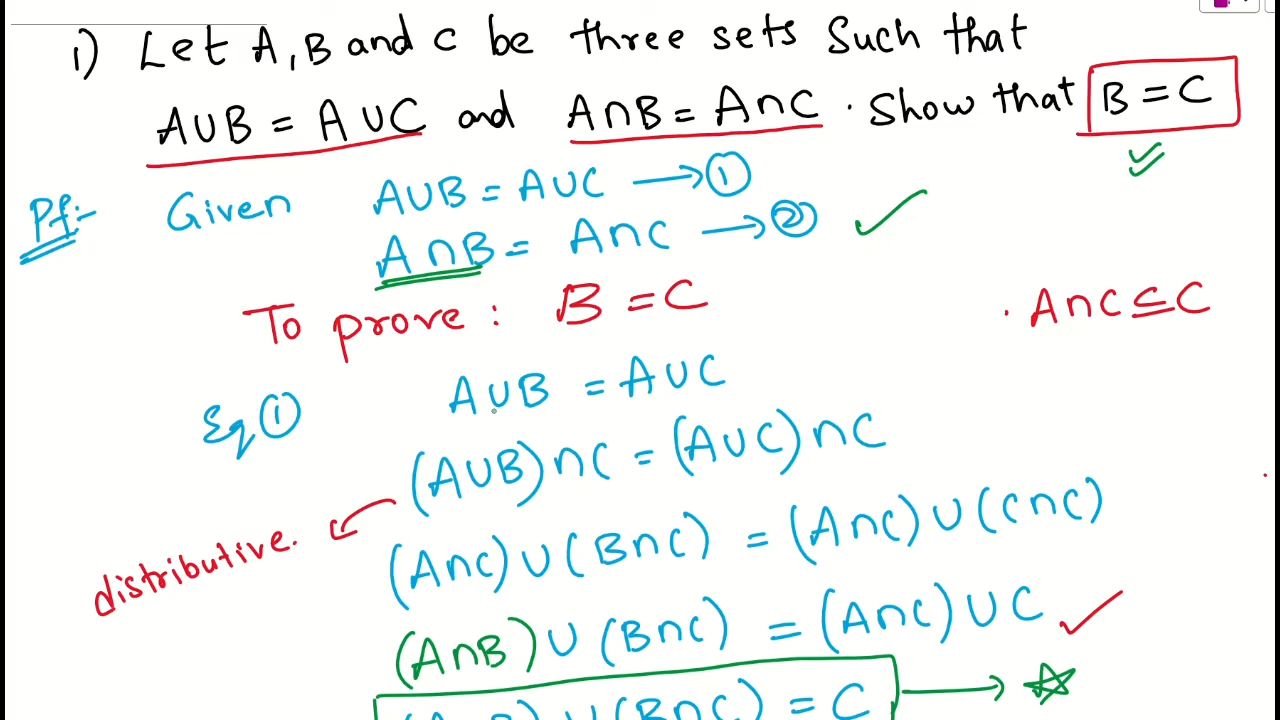 1) Let A, B and C be three sets Such that
A∪B = A∪C and A∩B = A∩C . Show that B = C
Pf:- Given A∪B = A∪C → ①
A∩B = A∩C → ②
To prove : B = C
. A∩C ⊆ C
Eq ① A∪B = A∪C
(A∪B)∩C = (A∪C)∩C
distributive. (A∩C)∪(B∩C) = (A∩C)∪(C∩C)
(A∩B)∪(B∩C) = (A∩C)∪C
(A∩B)∪(B∩C) = C → ☆